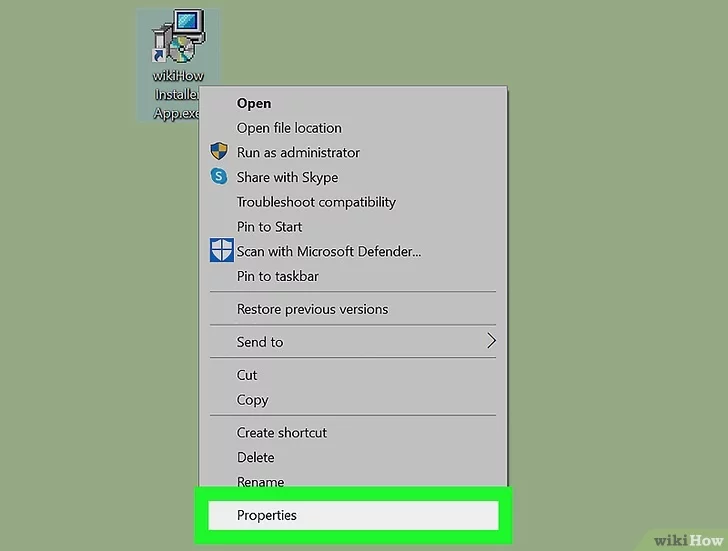 wikiHow
Installer
App.exe
Open
Open file location
Run as administrator
Share with Skype
Troubleshoot compatibility
Pin to Start
Scan with Microsoft Defender...
Pin to taskbar
Restore previous versions
Send to
Cut
Copy
Create shortcut
Delete
Rename
Properties
wikiHow